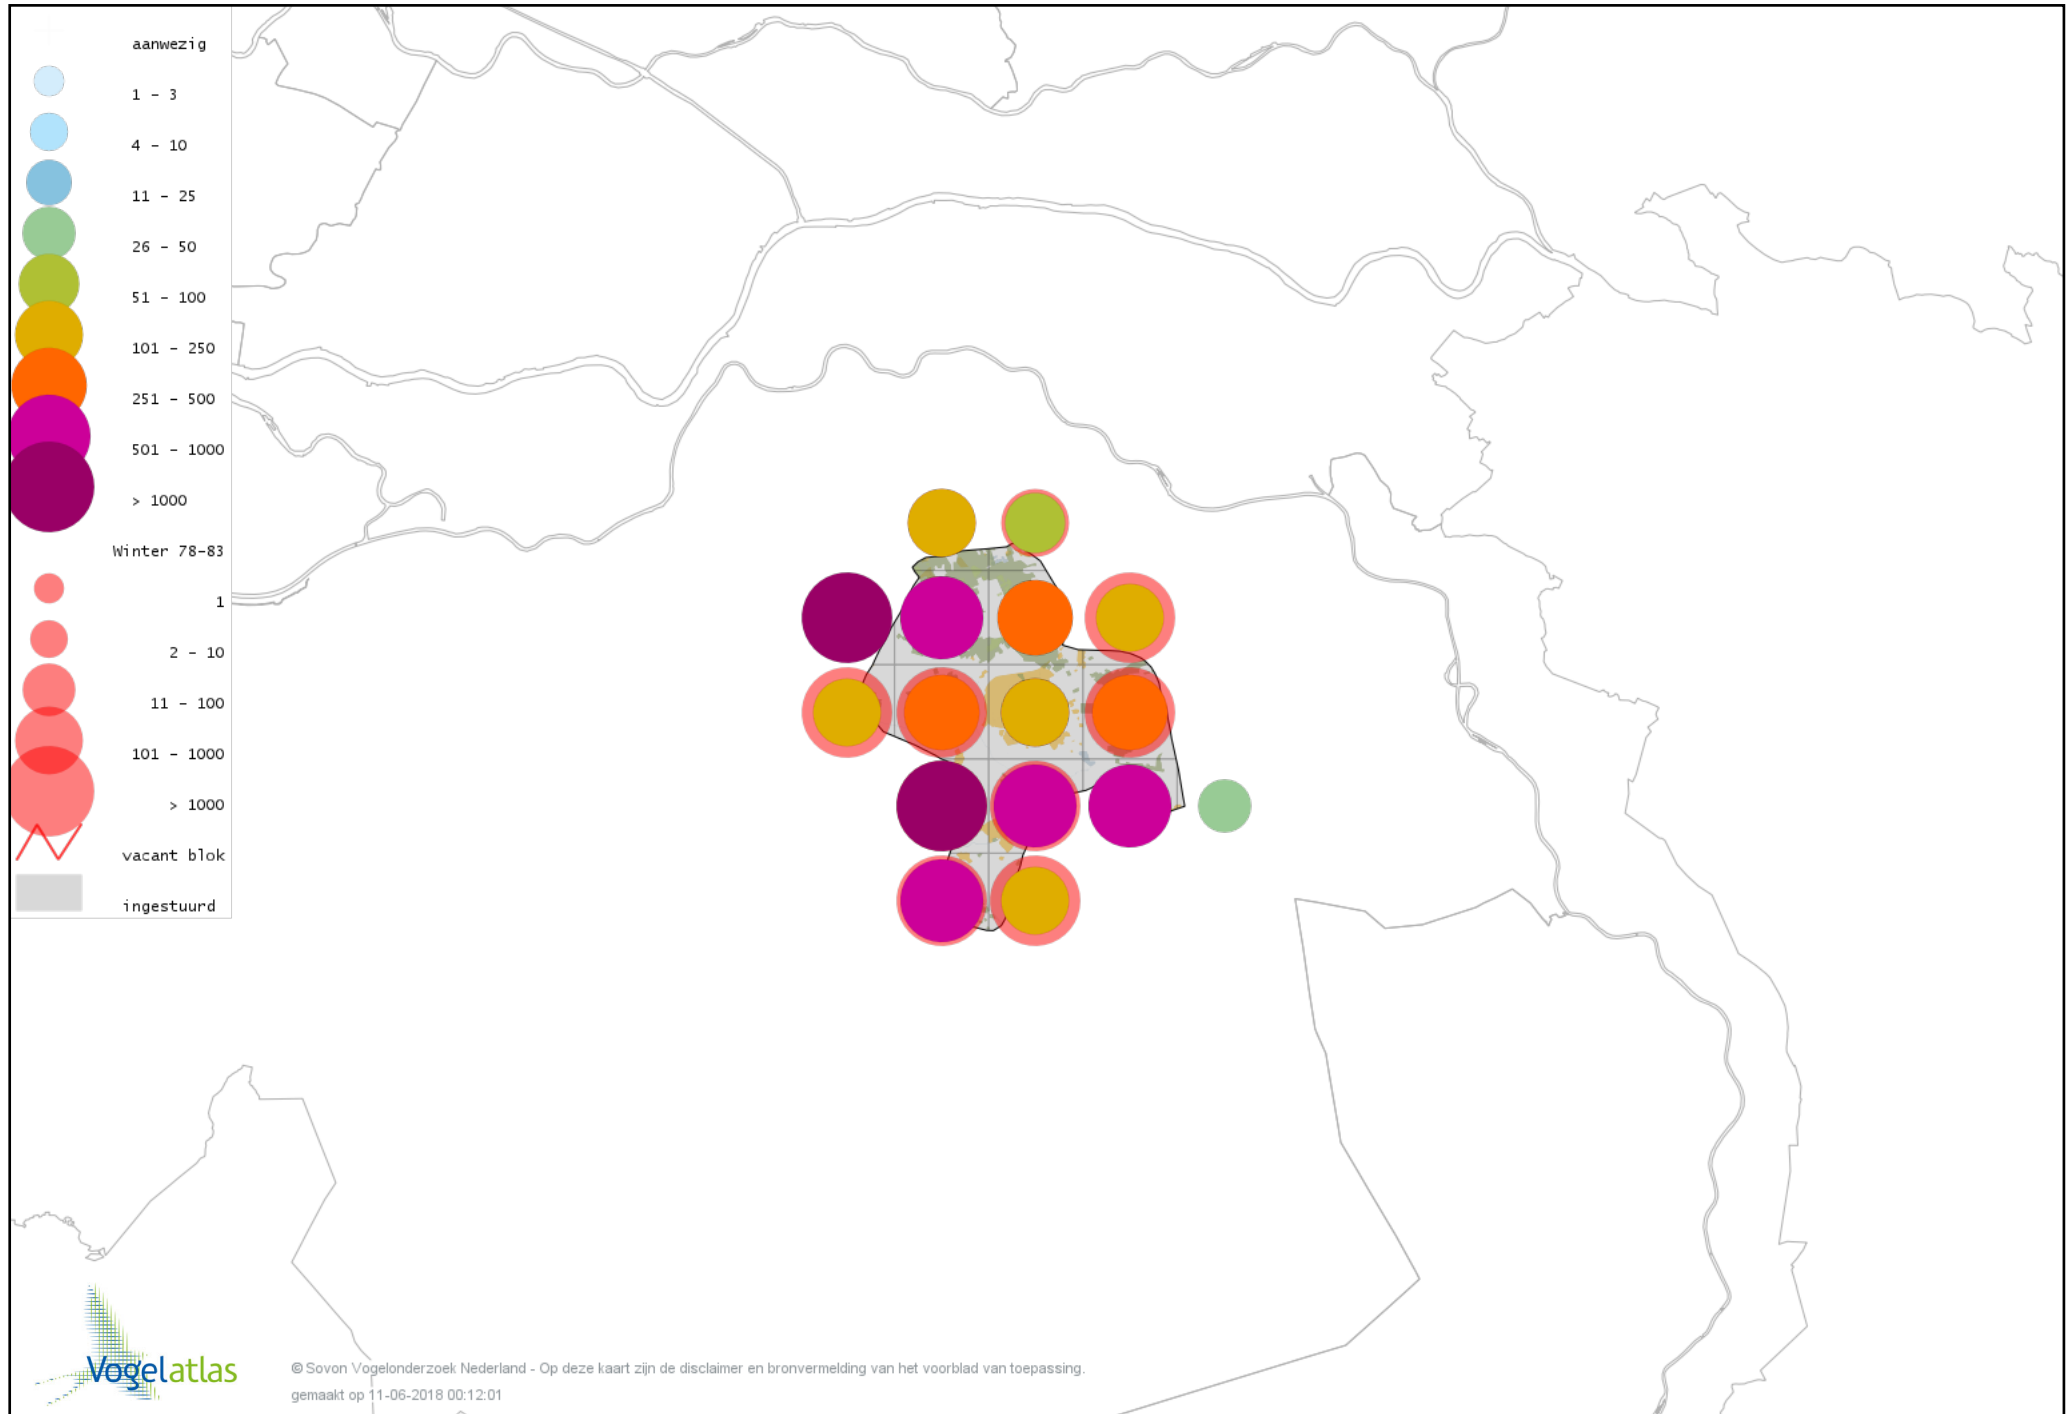 aanwezig
1 - 3
4 - 10
11 - 25
26 - 50
51 - 100
101 - 250
251 - 500
501 - 1000
> 1000
Winter 78-83
1
2 - 10
11 - 100
101 - 1000
> 1000
vacant blok
ingestuurd
Vogelatlas
© Sovon Vogelonderzoek Nederland - Op deze kaart zijn de disclaimer en bronvermelding van het voorblad van toepassing.
gemaakt op 11-06-2018 00:12:01